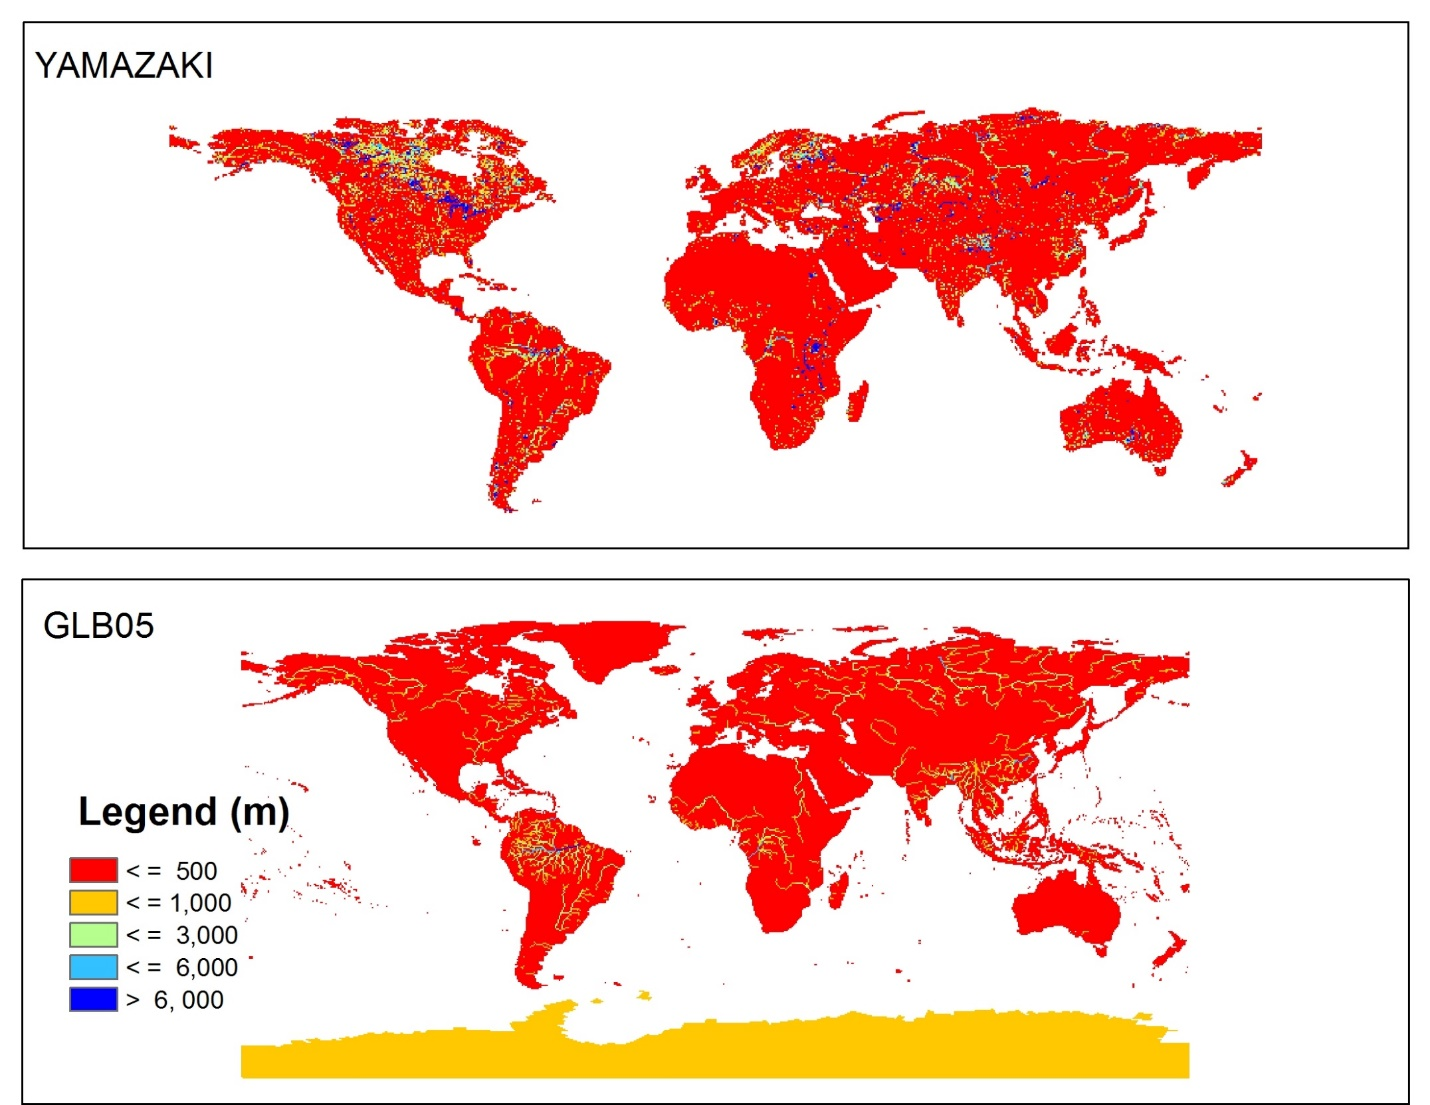 YAMAZAKI
GLB05
Legend (m)
< = 500
< = 1,000
< = 3,000
< = 6,000
> 6, 000